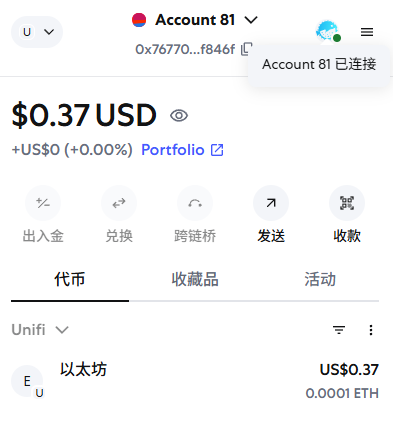 U
Account 81
0x76770...f846f
Account 81 已连接
$0.37 USD
+US$0 (+0.00%) Portfolio
出入金 兑换 跨链桥 发送 收款
代币 收藏品 活动
Unifi
E
U
以太坊
US$0.37
0.0001 ETH